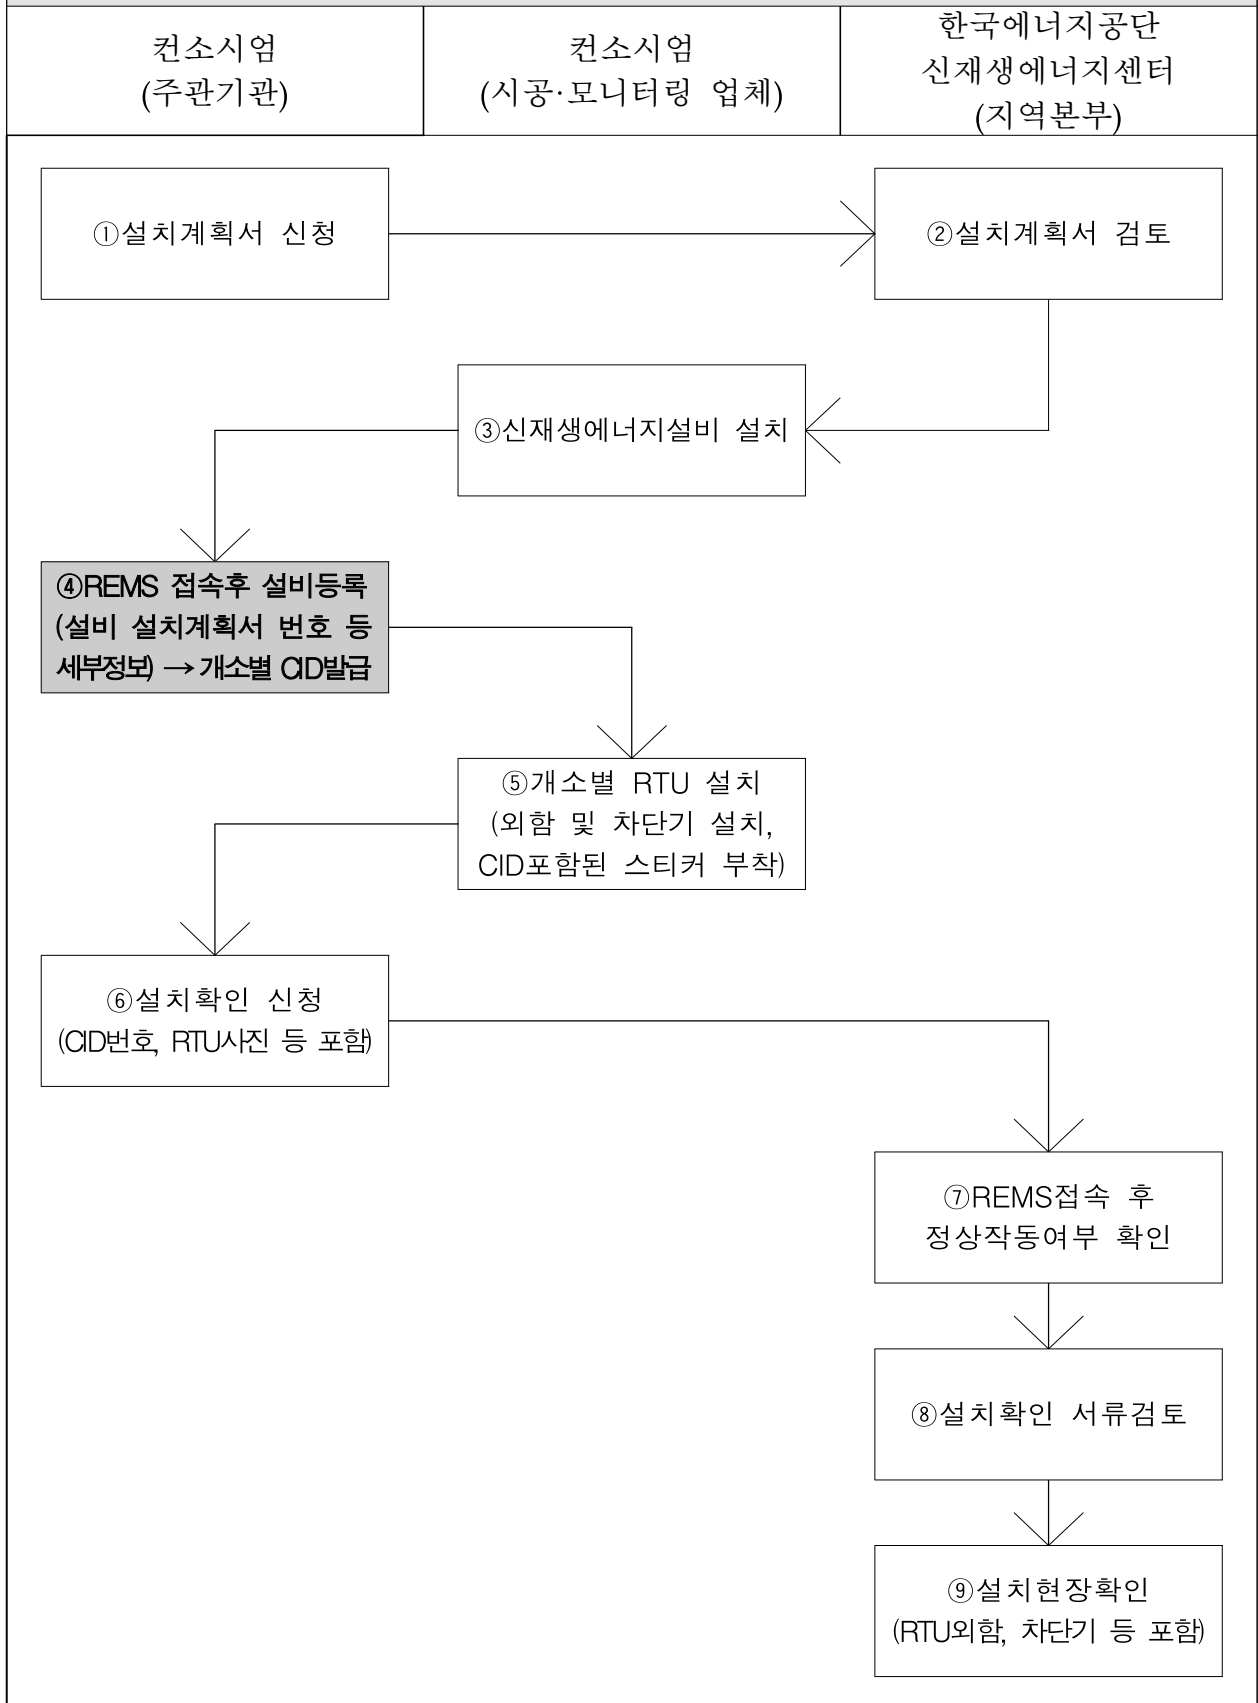 컨소시엄
(주관기관)
컨소시엄
(시공·모니터링 업체)
한국에너지공단
신재생에너지센터
(지역본부)
①설치계획서 신청
②설치계획서 검토
③신재생에너지설비 설치
④REMS 접속후 설비등록
(설비 설치계획서 번호 등
세부정보) → 개소별 CID발급
⑤개소별 RTU 설치
(외함 및 차단기 설치,
CID포함된 스티커 부착)
⑥설치확인 신청
(CID번호, RTU사진 등 포함)
⑦REMS접속 후
정상작동여부 확인
⑧설치확인 서류검토
⑨설치현장확인
(RTU외함, 차단기 등 포함)